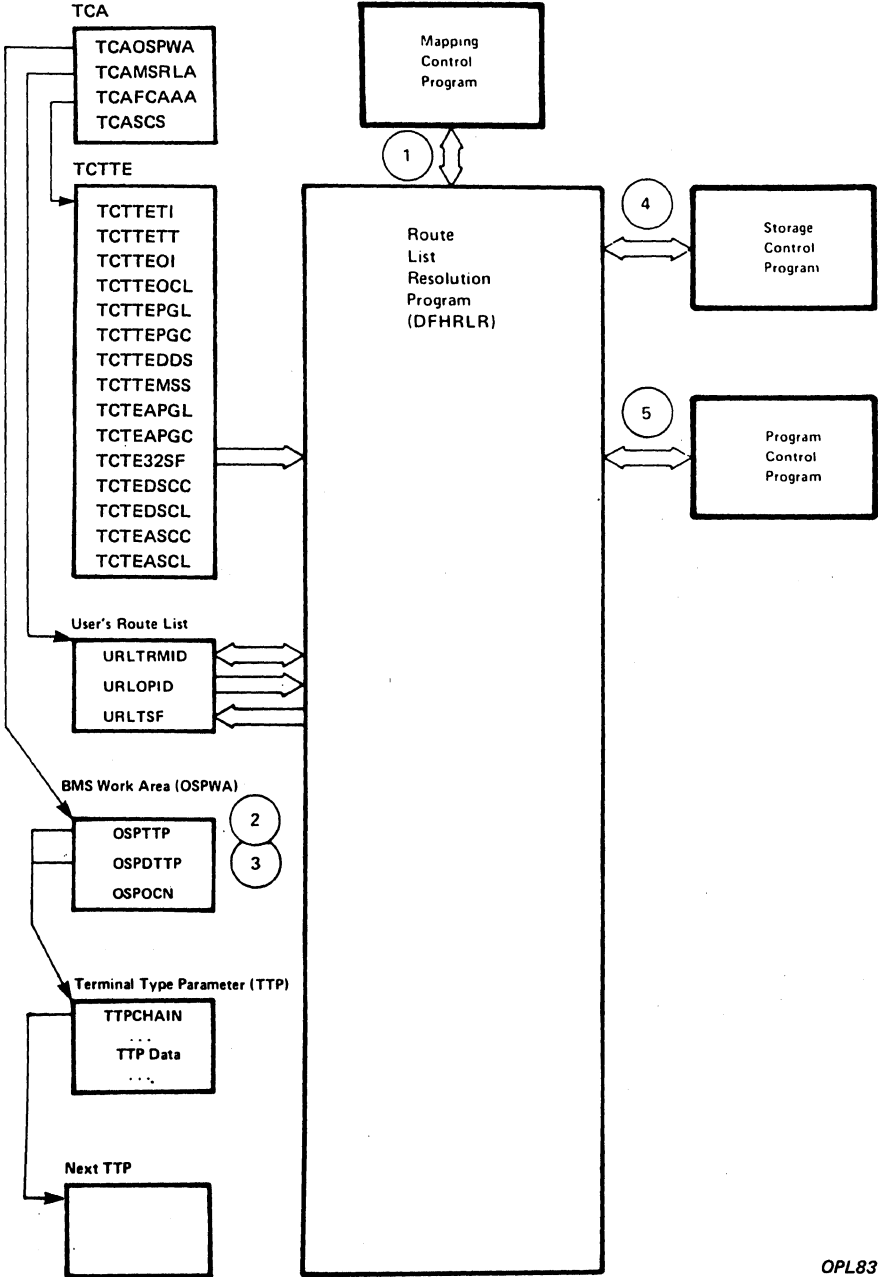 TCA
TCAOSPWA
TCAMSRLA
TCAFCAAA
TCASCS
Mapping
Control
Program
1
TCTTE
TCTTETI
TCTTETT
TCTTEOI
TCTTEOCL
TCTTEPGL
TCTTEPGC
TCTTEDDS
TCTTEMSS
TCTEAPGL
TCTEAPGC
TCTE32SF
TCTEDSCC
TCTEDSCL
TCTEASCC
TCTEASCL
Route
List
Resolution
Program
(DFHRLR)
4
Storage
Control
Program
5
Program
Control
Program
User's Route List
URLTRMID
URLOPID
URLTSF
BMS Work Area (OSPWA)
OSPTTP
OSPDTTP
OSPOCN
2
3
Terminal Type Parameter (TTP)
TTPCHAIN
...
TTP Data
...
Next TTP
OPL83